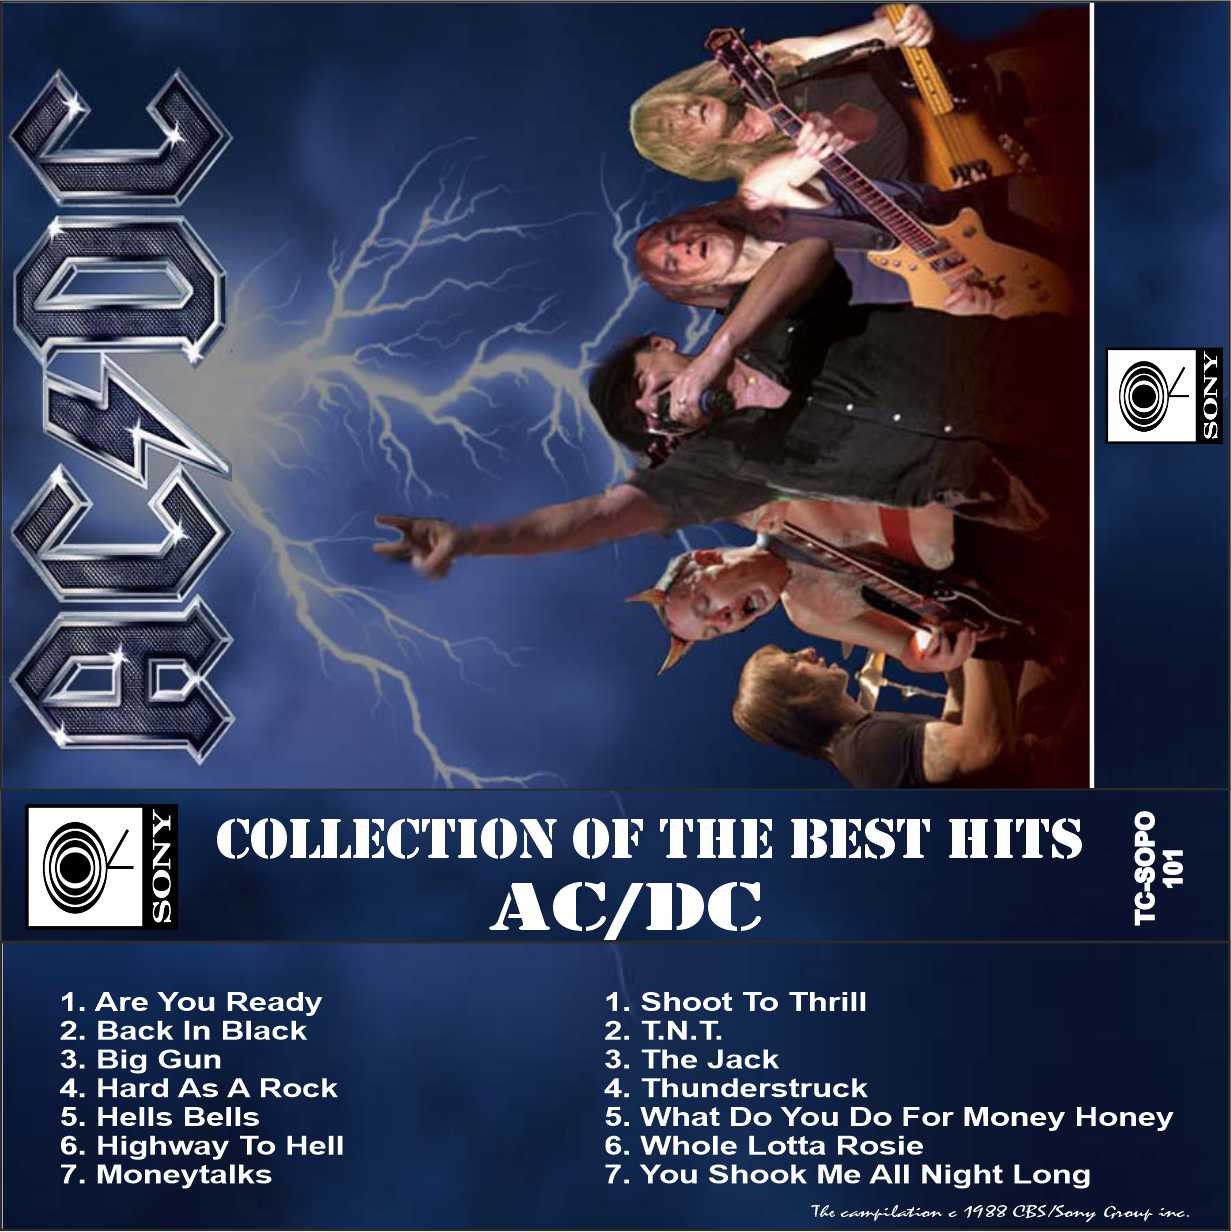 AC/DC
SONY
SONY
COLLECTION OF THE BEST HITS
AC/DC
TC-SOPO
101
1. Are You Ready
2. Back In Black
3. Big Gun
4. Hard As A Rock
5. Hells Bells
6. Highway To Hell
7. Moneytalks
1. Shoot To Thrill
2. T.N.T.
3. The Jack
4. Thunderstruck
5. What Do You Do For Money Honey
6. Whole Lotta Rosie
7. You Shook Me All Night Long
The campilation c 1988 CBS/Sony Group inc.